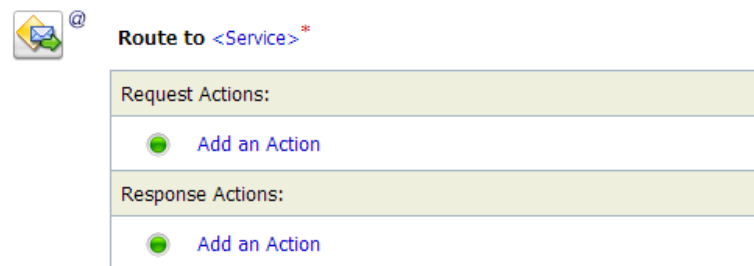 @
Route to <Service>*
Request Actions:
Add an Action
Response Actions:
Add an Action